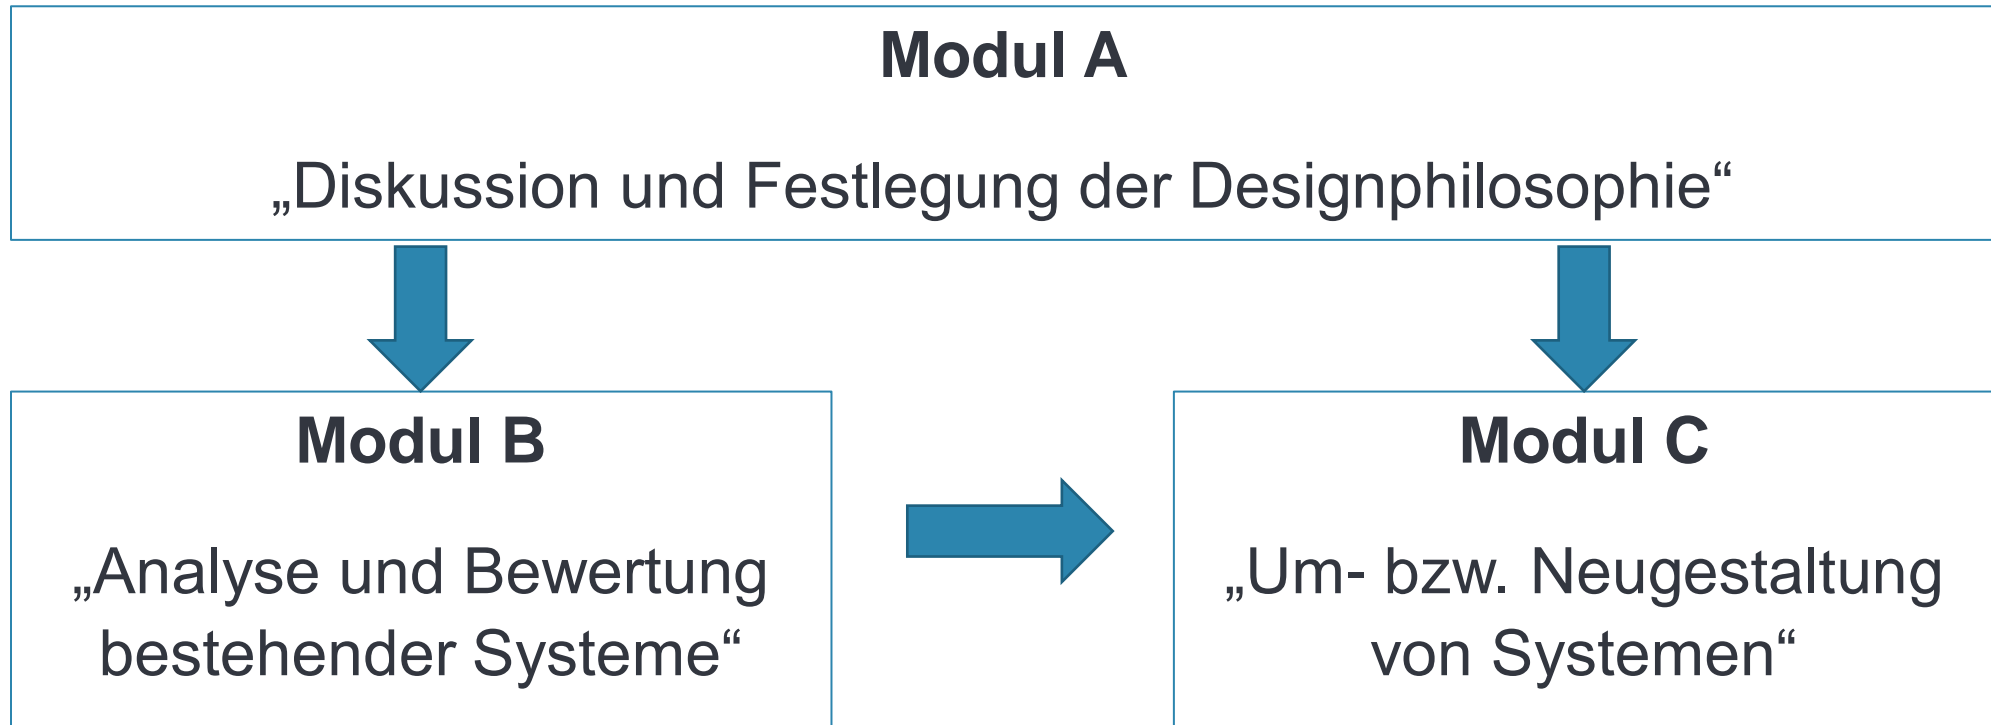 Modul A
„Diskussion und Festlegung der Designphilosophie“
Modul B
„Analyse und Bewertung
bestehender Systeme“
Modul C
„Um- bzw. Neugestaltung
von Systemen“